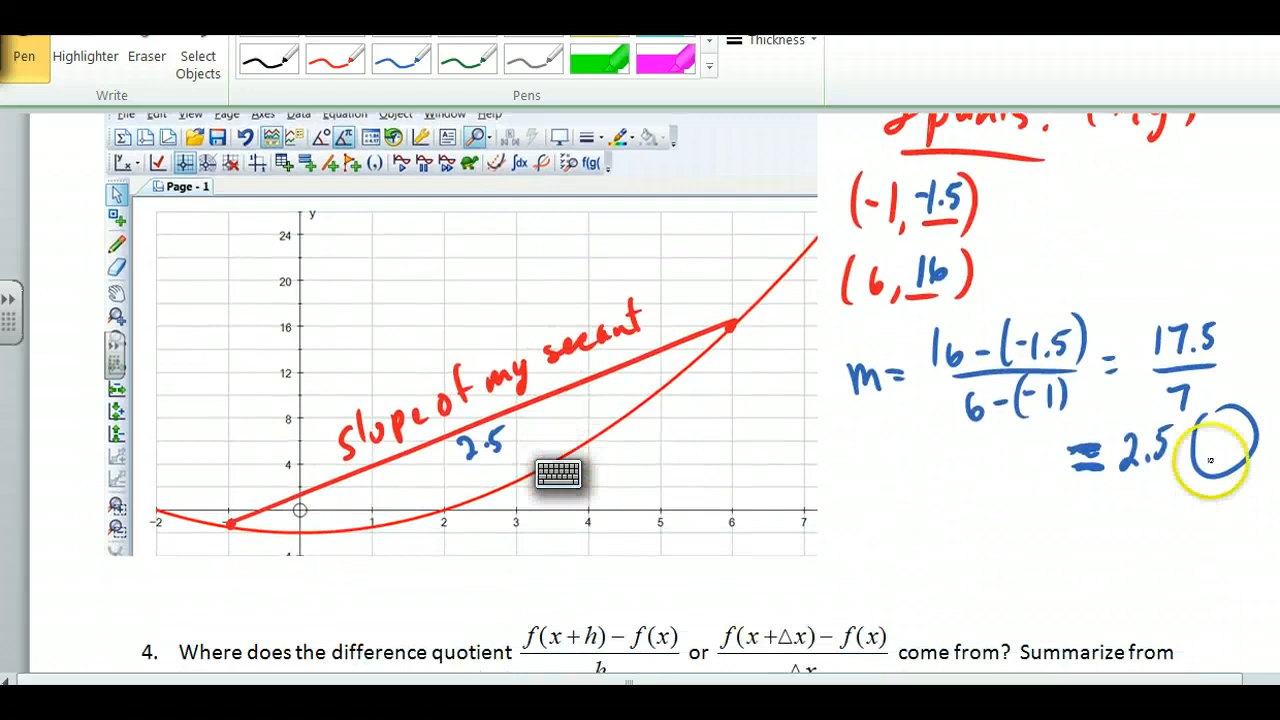 Pen Highlighter Eraser Select Objects
Thickness
Write Pens
File Edit View Page Axes Data Equation Object Window Help
f(g)
Page - 1
2 points: (x, y)
(-1, -1.5)
(6, 16)
m = 16 - (-1.5) / 6 - (-1) = 17.5 / 7
= 2.5
y
24
20
16
12
8
4
-2 1 2 3 4 5 6 7
slope of my secant
2.5
4. Where does the difference quotient f(x+h) − f(x) / h or f(x+△x) − f(x) / △x come from? Summarize from